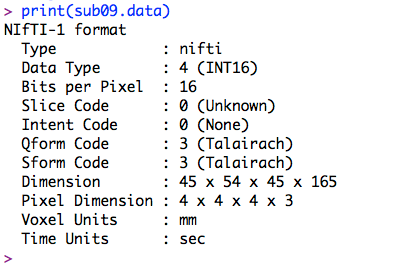 > print(sub09.data)
NIfTI-1 format
  Type            : nifti
  Data Type       : 4 (INT16)
  Bits per Pixel  : 16
  Slice Code      : 0 (Unknown)
  Intent Code     : 0 (None)
  Qform Code      : 3 (Talairach)
  Sform Code      : 3 (Talairach)
  Dimension       : 45 x 54 x 45 x 165
  Pixel Dimension : 4 x 4 x 4 x 3
  Voxel Units     : mm
  Time Units      : sec
>